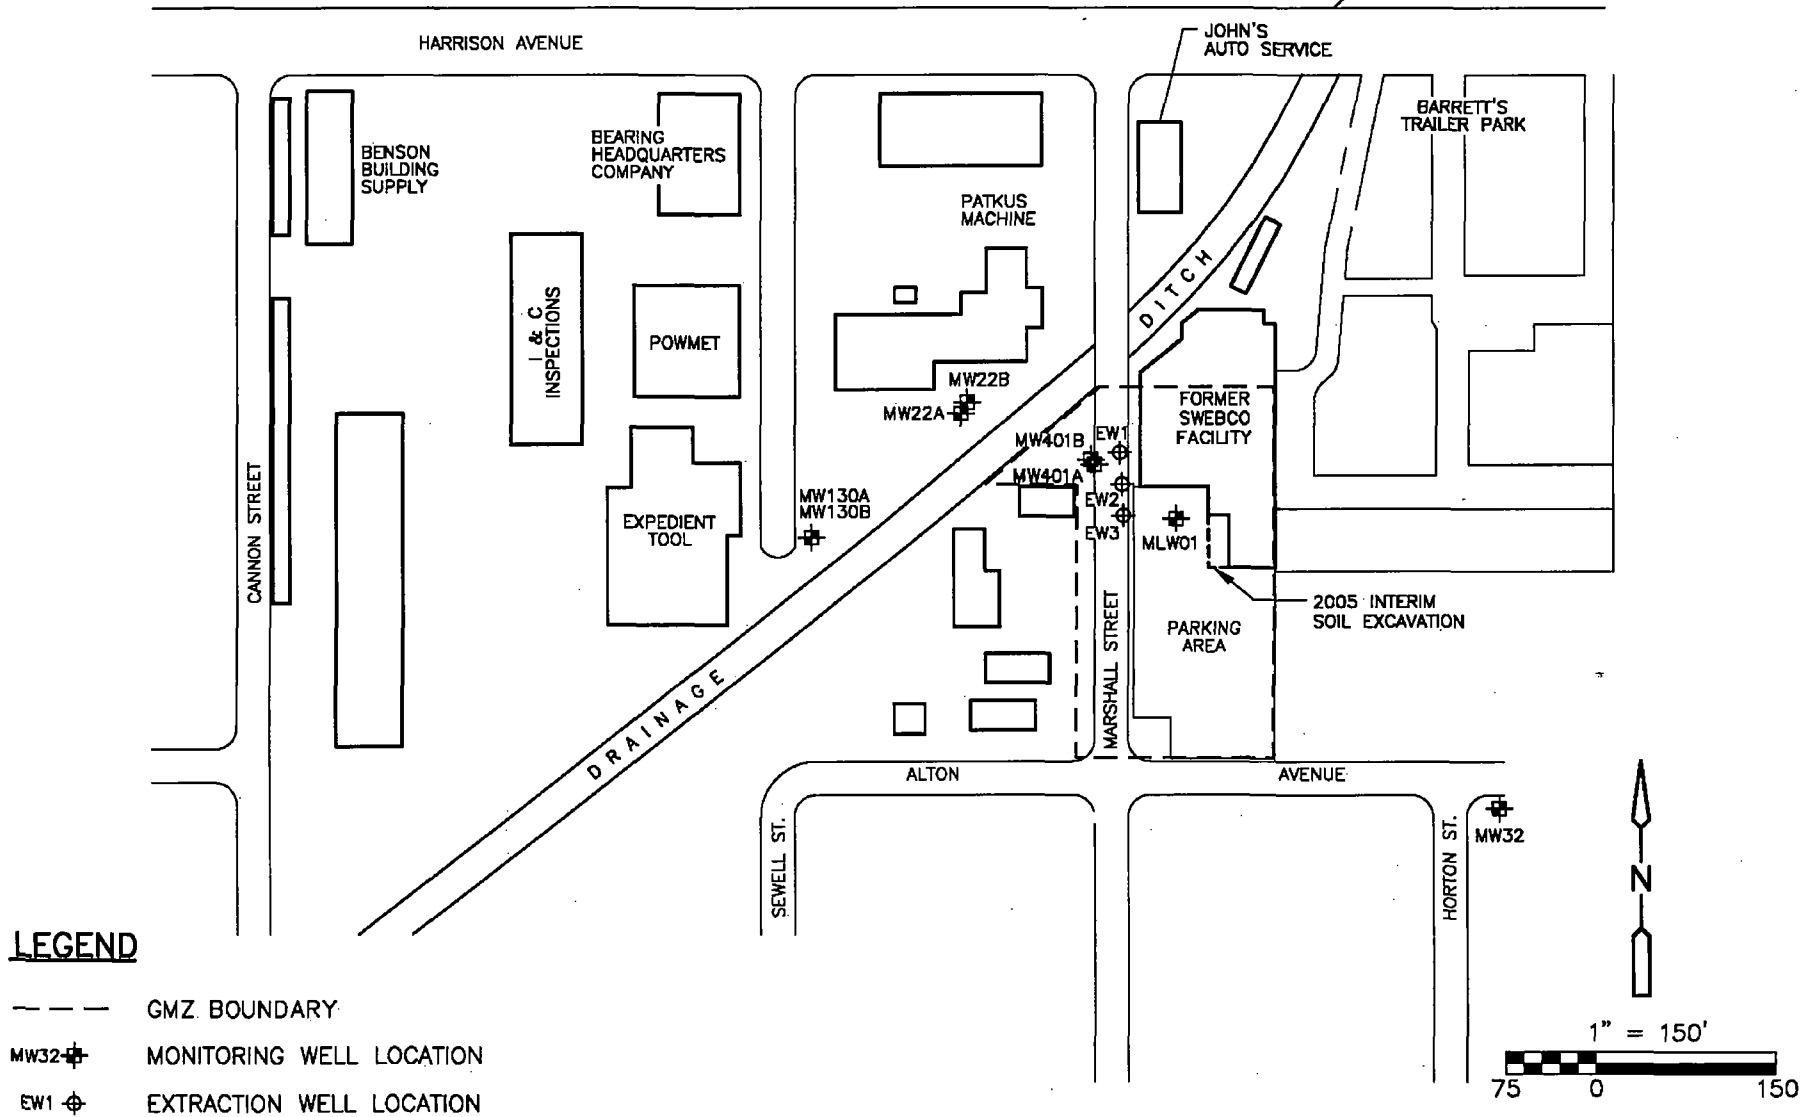 HARRISON AVENUE
JOHN'S
AUTO SERVICE
BARRETT'S
TRAILER PARK
BENSON
BUILDING
SUPPLY
BEARING
HEADQUARTERS
COMPANY
PATKUS
MACHINE
I & C
INSPECTIONS
POWMET
DITCH
MW22B
MW22A
FORMER
SWEBCO
FACILITY
MW401B
EW1
MW401A
EW2
EW3
MW130A
MW130B
EXPEDIENT
TOOL
MLW01
CANNON STREET
2005 INTERIM
SOIL EXCAVATION
PARKING
AREA
MARSHALL STREET
DRAINAGE
ALTON
AVENUE
SEWELL ST.
HORTON ST.
MW32
N
LEGEND
GMZ BOUNDARY
MW32
MONITORING WELL LOCATION
EW1
EXTRACTION WELL LOCATION
1" = 150'
75 0 150